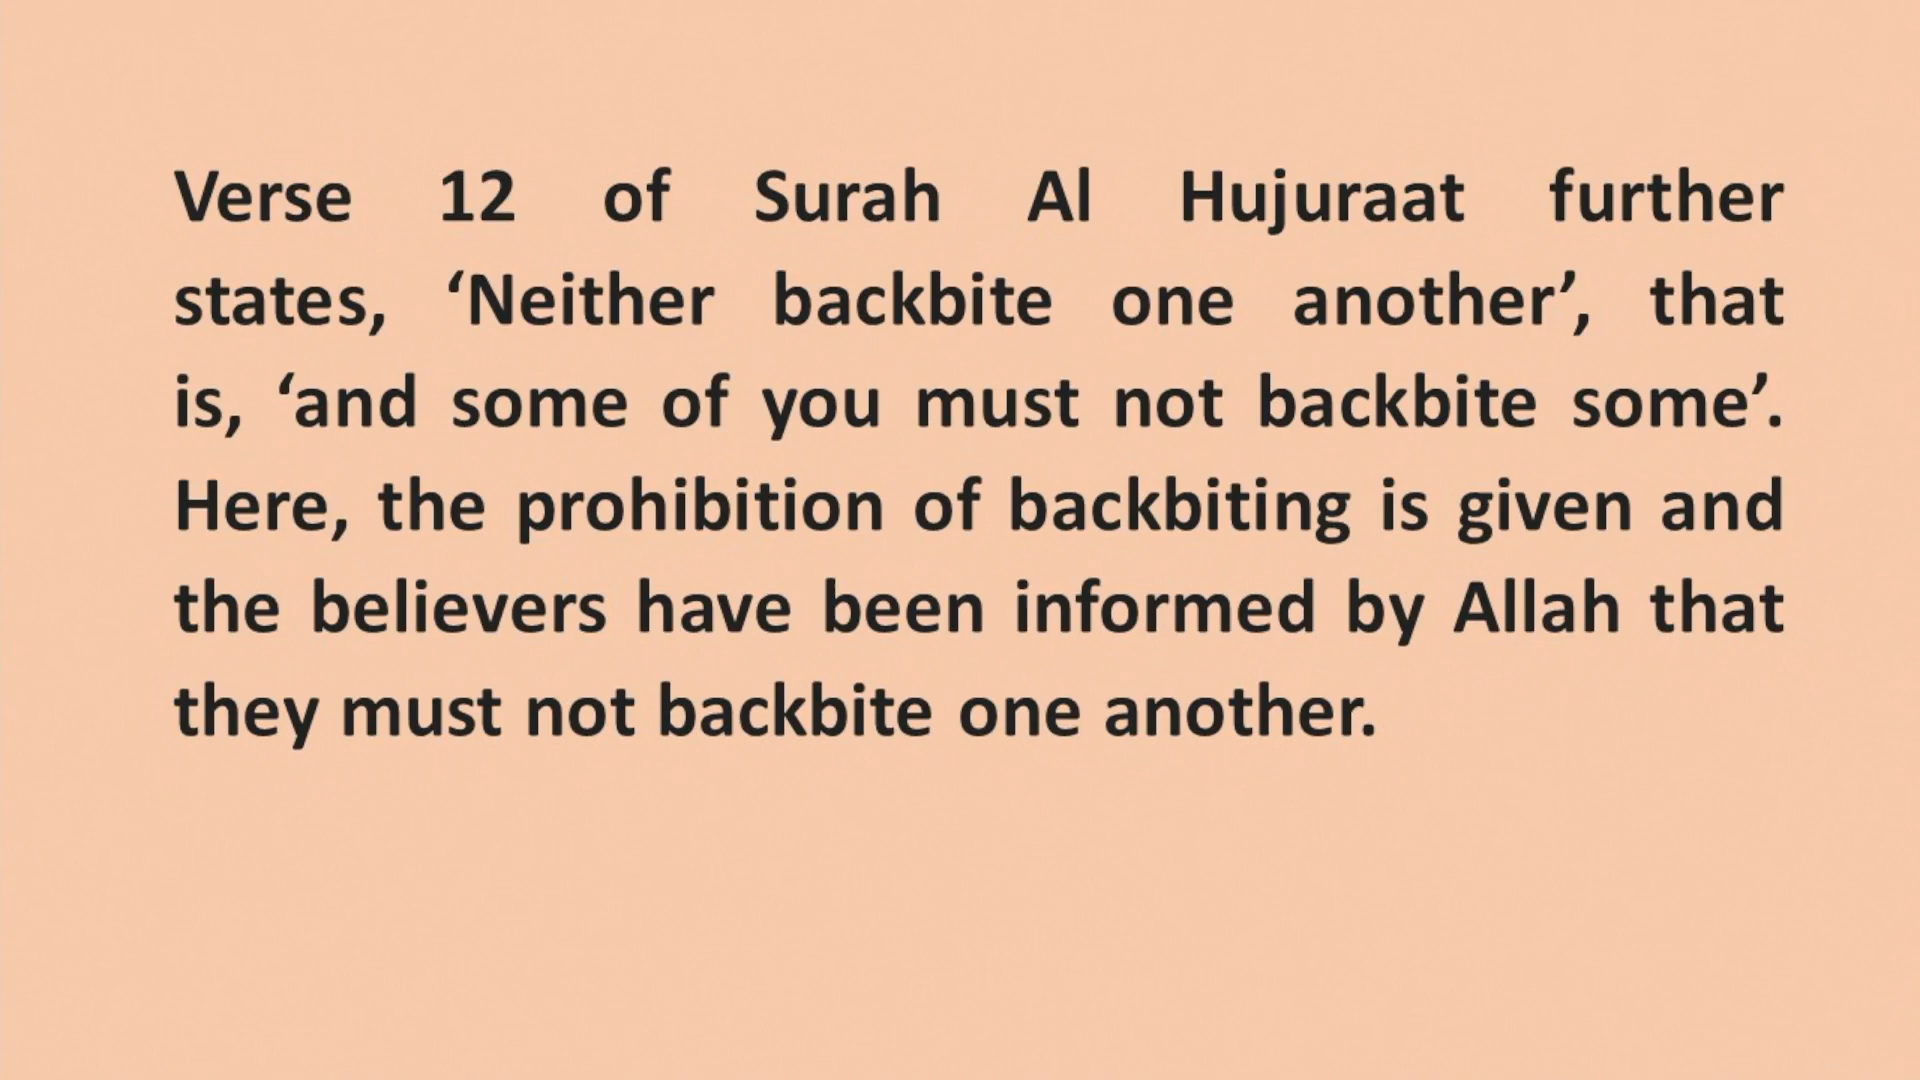 Verse 12 of Surah Al Hujuraat further
states, ‘Neither backbite one another’, that
is, ‘and some of you must not backbite some’.
Here, the prohibition of backbiting is given and
the believers have been informed by Allah that
they must not backbite one another.